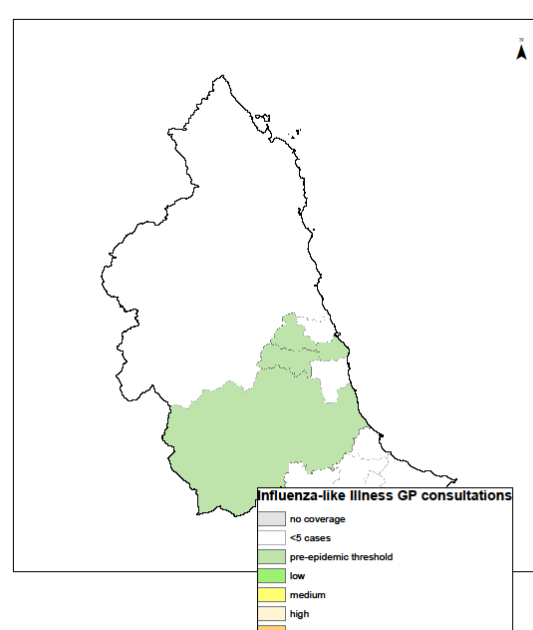 N
Influenza-like Illness GP consultations
no coverage
<5 cases
pre-epidemic threshold
low
medium
high